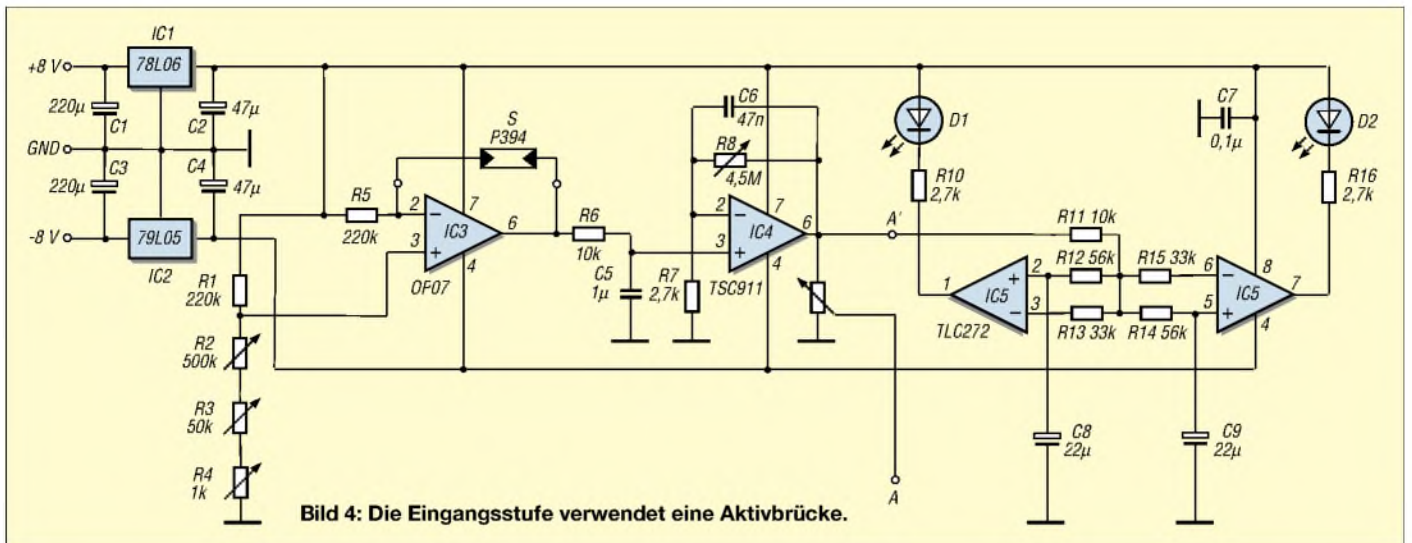 IC1
78L06
+8 V
220µ
C1
47µ
C2
GND
C3
220µ
C4
47µ
-8 V
79L05
IC2
R1
220k
R2
500k
R3
50k
R4
1k
R5
220k
S
P394
2
3
7
6
4
IC3
OF07
R6
10k
C5
1µ
R7
2,7k
C6
47n
R8
4,5M
2
3
7
6
4
IC4
TSC911
A'
A
D1
R10
2,7k
1
2
3
IC5
TLC272
R11 10k
R12 56k
R15 33k
R13 33k
R14 56k
C7
0,1µ
6
5
8
7
4
IC5
D2
R16
2,7k
C8
22µ
C9
22µ
Bild 4: Die Eingangsstufe verwendet eine Aktivbrücke.